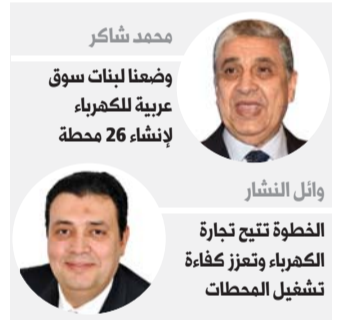 محمد شاكر
وضعنا لبنات سوق
عربية للكهرباء
لإنشاء 26 محطة
وائل النشار
الخطوة تتيح تجارة
الكهرباء وتعزز كفاءة
تشغيل المحطات